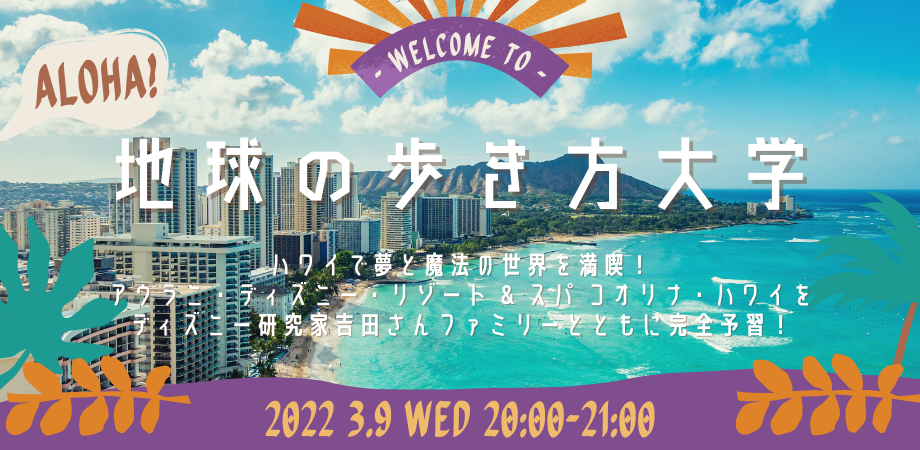 - WELCOME TO -
ALOHA!
地球の歩き方大学
ハワイで夢と魔法の世界を満喫！
アウラニ・ディズニー・リゾート & スパ コオリナ・ハワイを
ディズニー研究家吉田さんファミリーとともに完全予習！
2022 3.9 WED 20:00-21:00